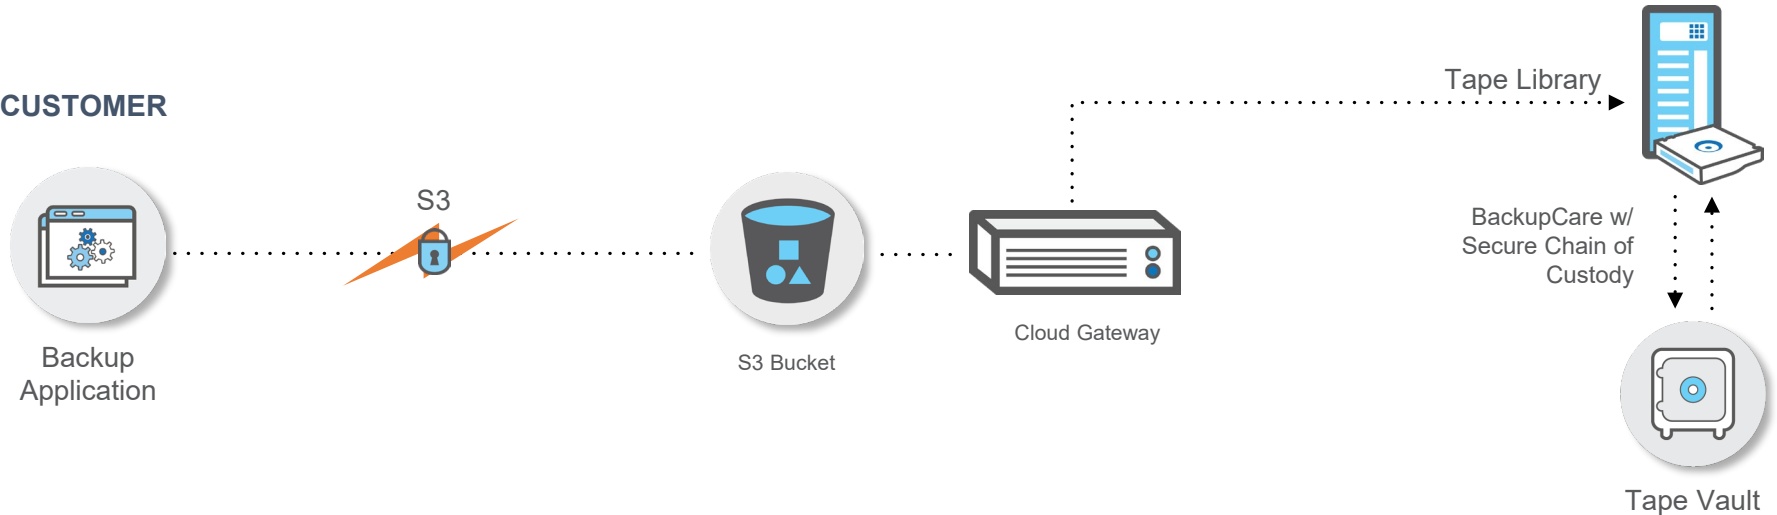 CUSTOMER
Backup
Application
S3
S3 Bucket
Cloud Gateway
Tape Library
BackupCare w/
Secure Chain of
Custody
Tape Vault